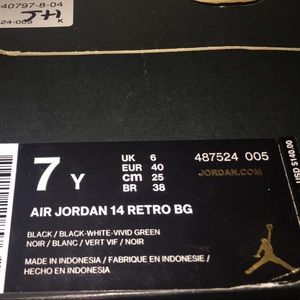 40797-8-04
24-005
K
7 Y
UK 6
EUR 40
cm 25
BR 38
487524 005
JORDAN.COM
USD $140.00
AIR JORDAN 14 RETRO BG
BLACK / BLACK-WHITE-VIVID GREEN
NOIR / BLANC / VERT VIF / NOIR
MADE IN INDONESIA / FABRIQUE EN INDONESIE /
HECHO EN INDONESIA